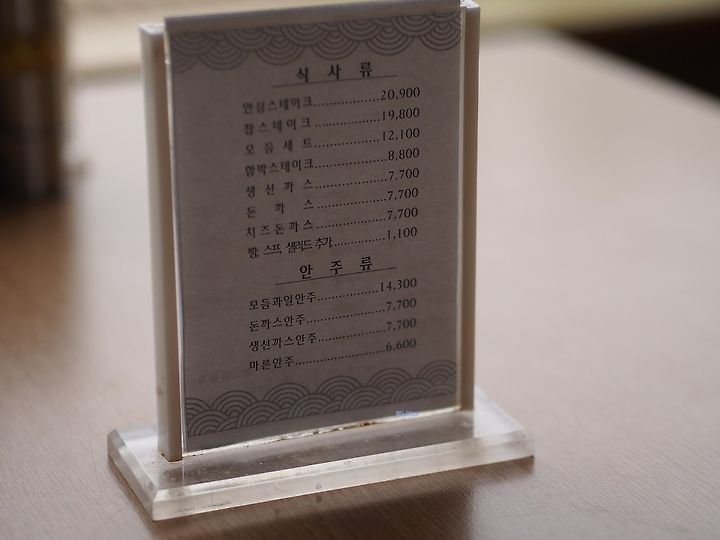 식 사 류
안심스테이크....................20,900
찹스테이크....................19,800
모 듬 세 트....................12,100
함박스테이크....................8,800
생 선 까 스....................7,700
돈 까 스....................7,700
치즈돈까스....................7,700
빵, 스프, 샐러드 추가....................1,100
안 주 류
모듬과일안주....................14,300
돈까스안주....................7,700
생선까스안주....................7,700
마른안주....................6,600